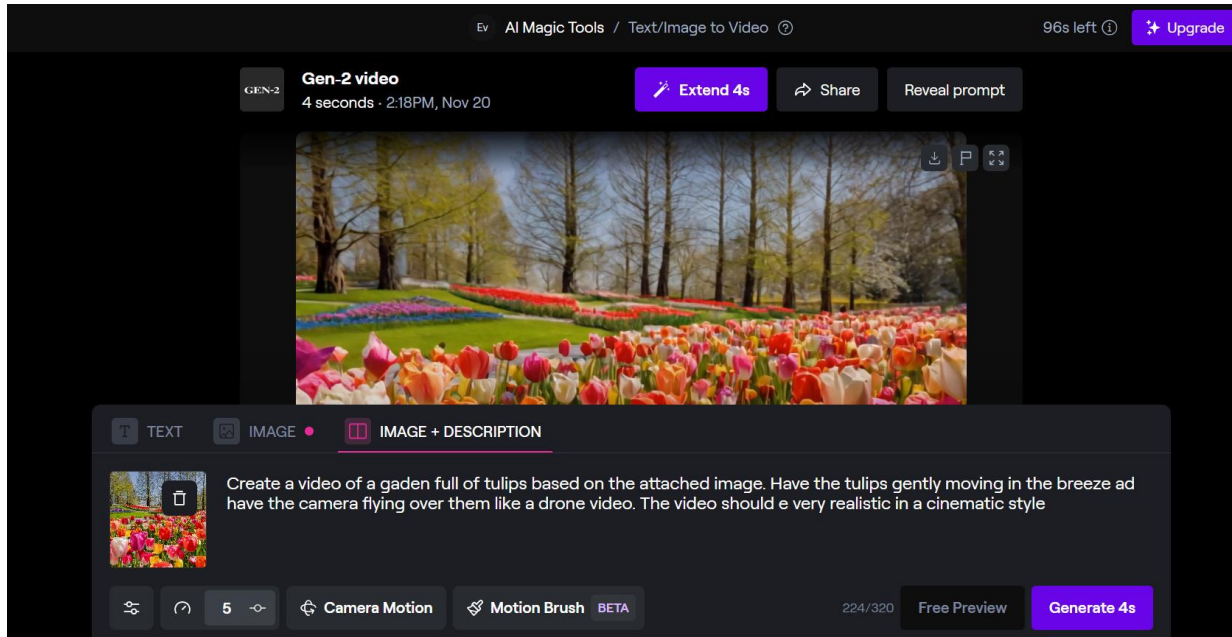 Ev AI Magic Tools / Text/Image to Video
96s left
Upgrade
GEN-2
Gen-2 video
4 seconds · 2:18PM, Nov 20
Extend 4s
Share
Reveal prompt
T TEXT
IMAGE
IMAGE + DESCRIPTION
Create a video of a gaden full of tulips based on the attached image. Have the tulips gently moving in the breeze ad
have the camera flying over them like a drone video. The video should e very realistic in a cinematic style
5
Camera Motion
Motion Brush BETA
224/320
Free Preview
Generate 4s